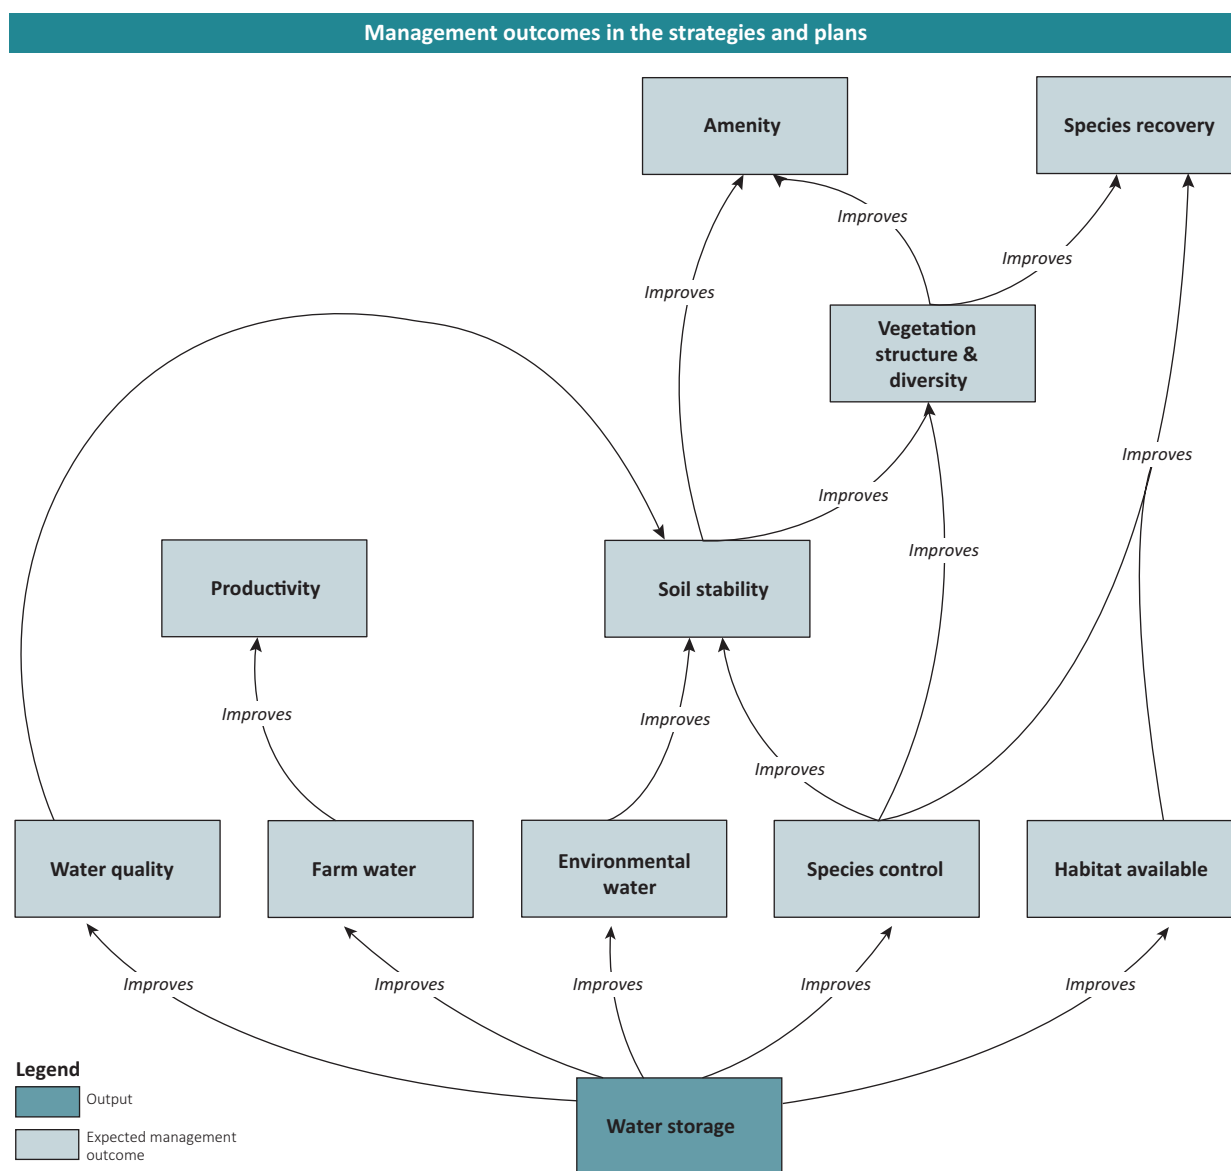 Management outcomes in the strategies and plans
Amenity
Species recovery
Improves
Improves
Improves
Vegetation
structure &
diversity
Improves
Improves
Improves
Productivity
Soil stability
Improves
Improves
Improves
Water quality
Farm water
Environmental
water
Species control
Habitat available
Improves
Improves
Improves
Improves
Improves
Legend
Output
Expected management
outcome
Water storage